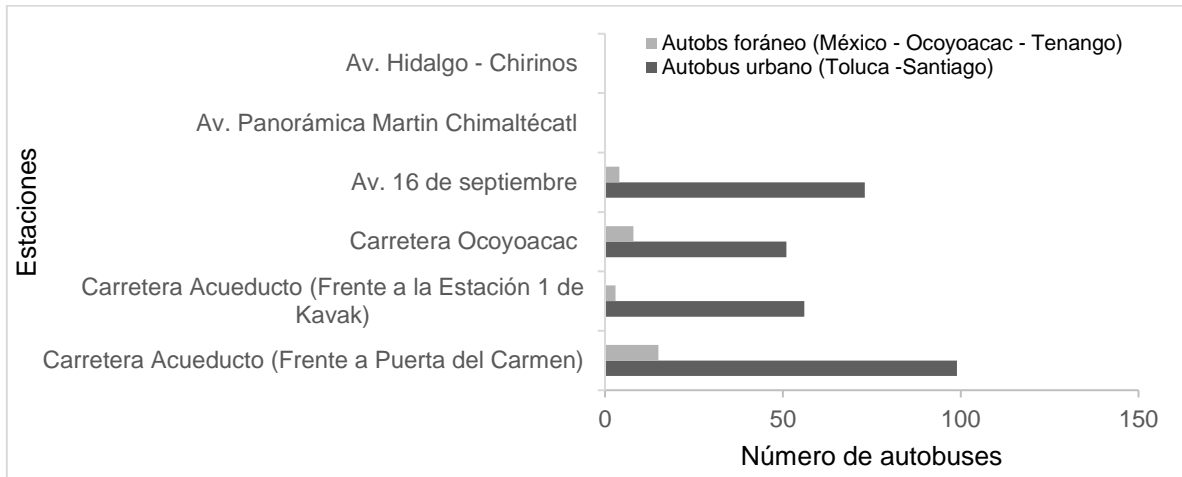 Autobs foráneo (México - Ocoyoacac - Tenango)
Autobus urbano (Toluca -Santiago)
Estaciones
Av. Hidalgo - Chirinos
Av. Panorámica Martin Chimaltécatl
Av. 16 de septiembre
Carretera Ocoyoacac
Carretera Acueducto (Frente a la Estación 1 de
Kavak)
Carretera Acueducto (Frente a Puerta del Carmen)
0 50 100 150
Número de autobuses